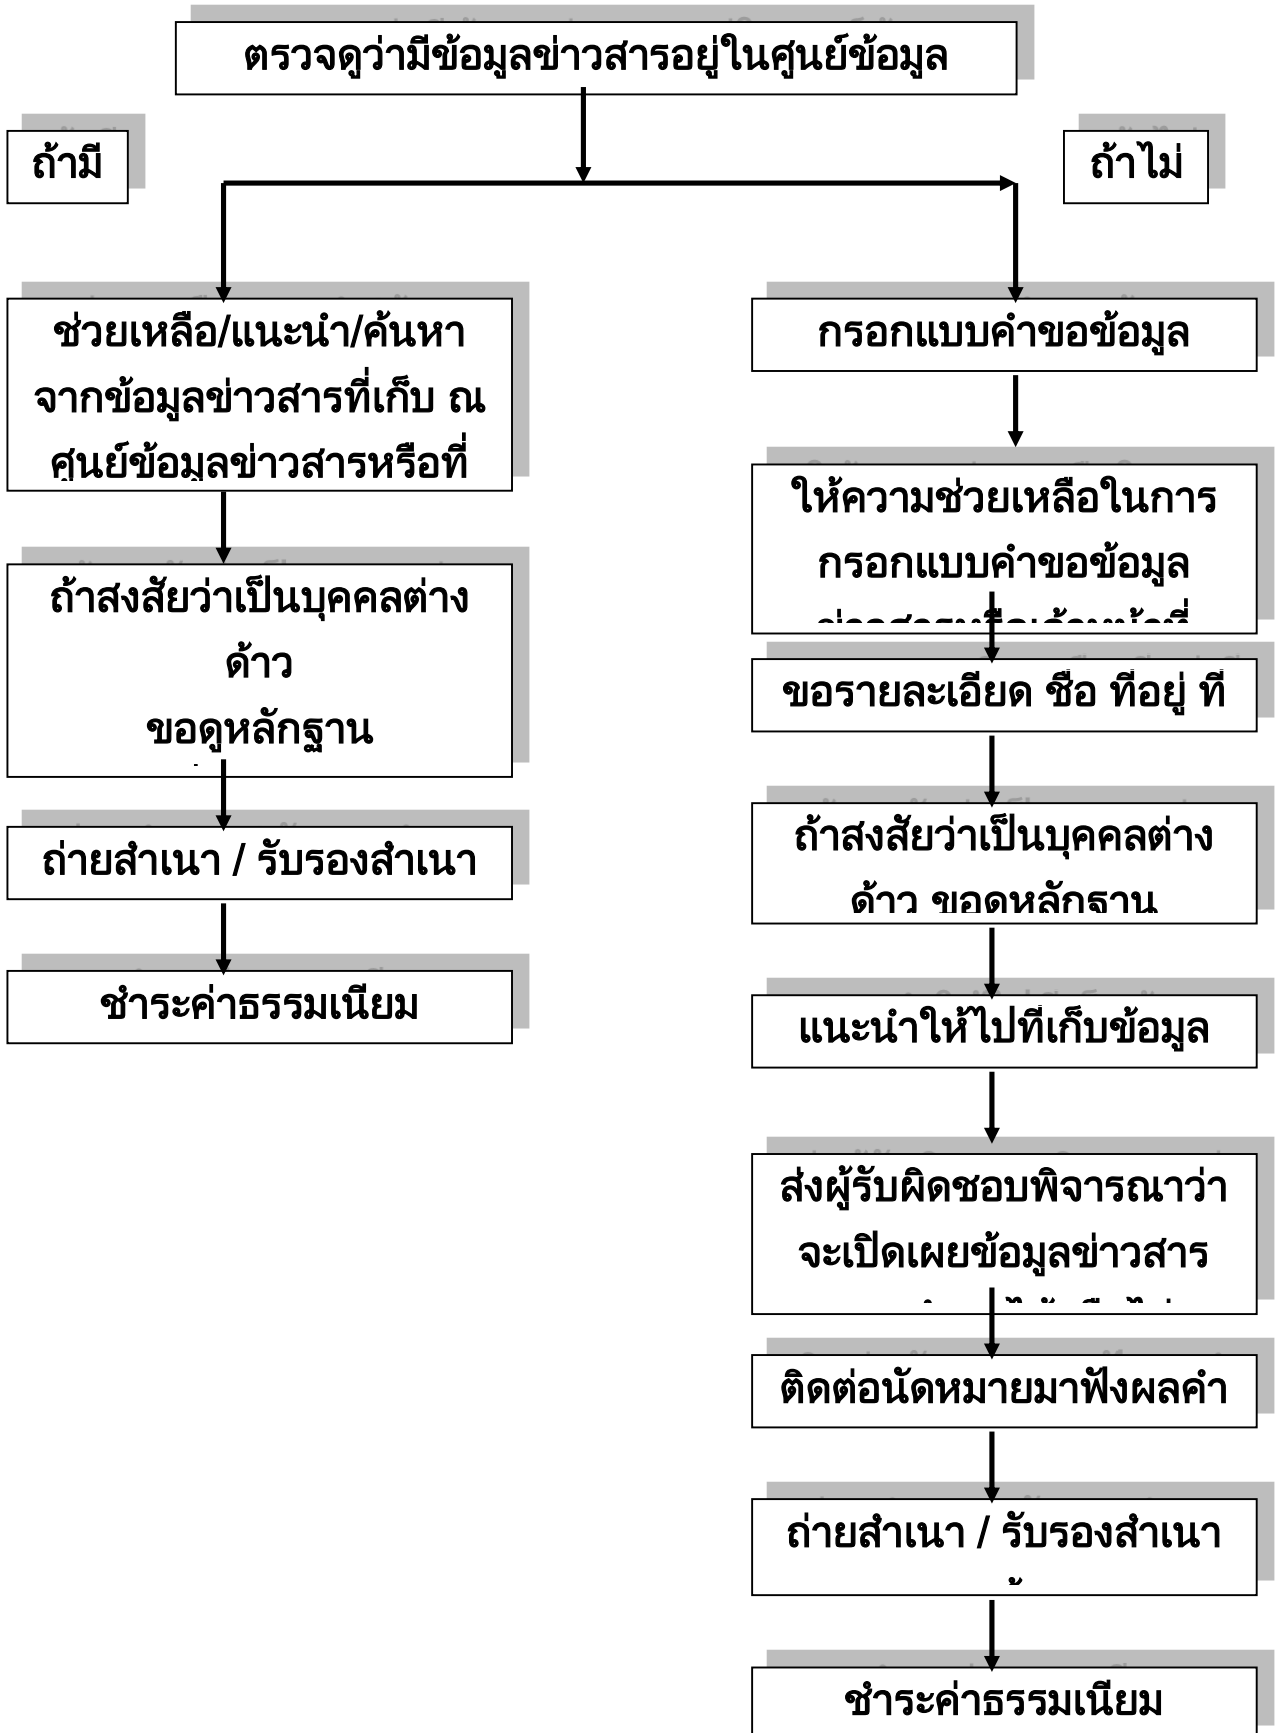 ตรวจดูว่ามีข้อมูลข่าวสารอยู่ในศูนย์ข้อมูล
ถ้ามี
ถ้าไม่
ช่วยเหลือ/แนะนำ/ค้นหา
จากข้อมูลข่าวสารที่เก็บ ณ
ศูนย์ข้อมูลข่าวสารหรือที่
ถ้าสงสัยว่าเป็นบุคคลต่าง
ด้าว
ขอดูหลักฐาน
ถ่ายสำเนา / รับรองสำเนา
ชำระค่าธรรมเนียม
กรอกแบบคำขอข้อมูล
ให้ความช่วยเหลือในการ
กรอกแบบคำขอข้อมูล
ขอรายละเอียด ชื่อ ที่อยู่ ที่
ถ้าสงสัยว่าเป็นบุคคลต่าง
ด้าว ขอดูหลักฐาน
แนะนำให้ไปที่เก็บข้อมูล
ส่งผู้รับผิดชอบพิจารณาว่า
จะเปิดเผยข้อมูลข่าวสาร
ติดต่อนัดหมายมาฟังผลคำ
ถ่ายสำเนา / รับรองสำเนา
ชำระค่าธรรมเนียม